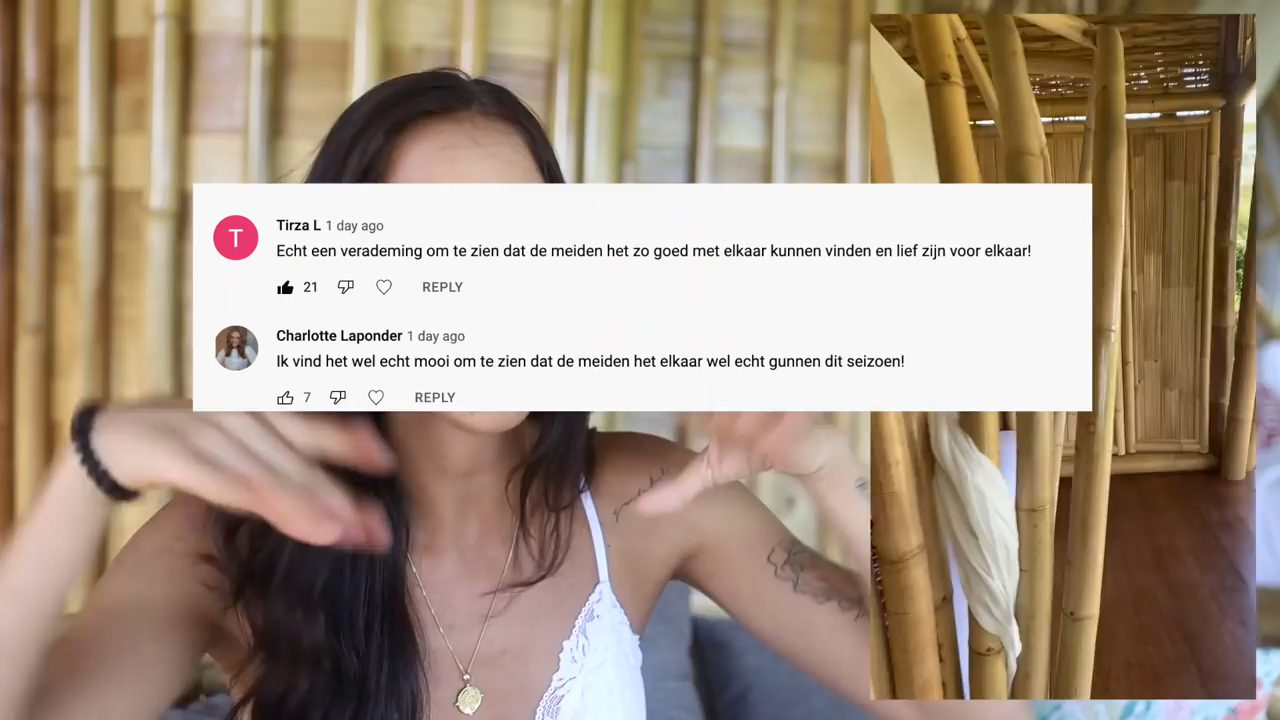 T
Tirza L 1 day ago
Echt een verademing om te zien dat de meiden het zo goed met elkaar kunnen vinden en lief zijn voor elkaar!
21 REPLY
Charlotte Laponder 1 day ago
Ik vind het wel echt mooi om te zien dat de meiden het elkaar wel echt gunnen dit seizoen!
7 REPLY